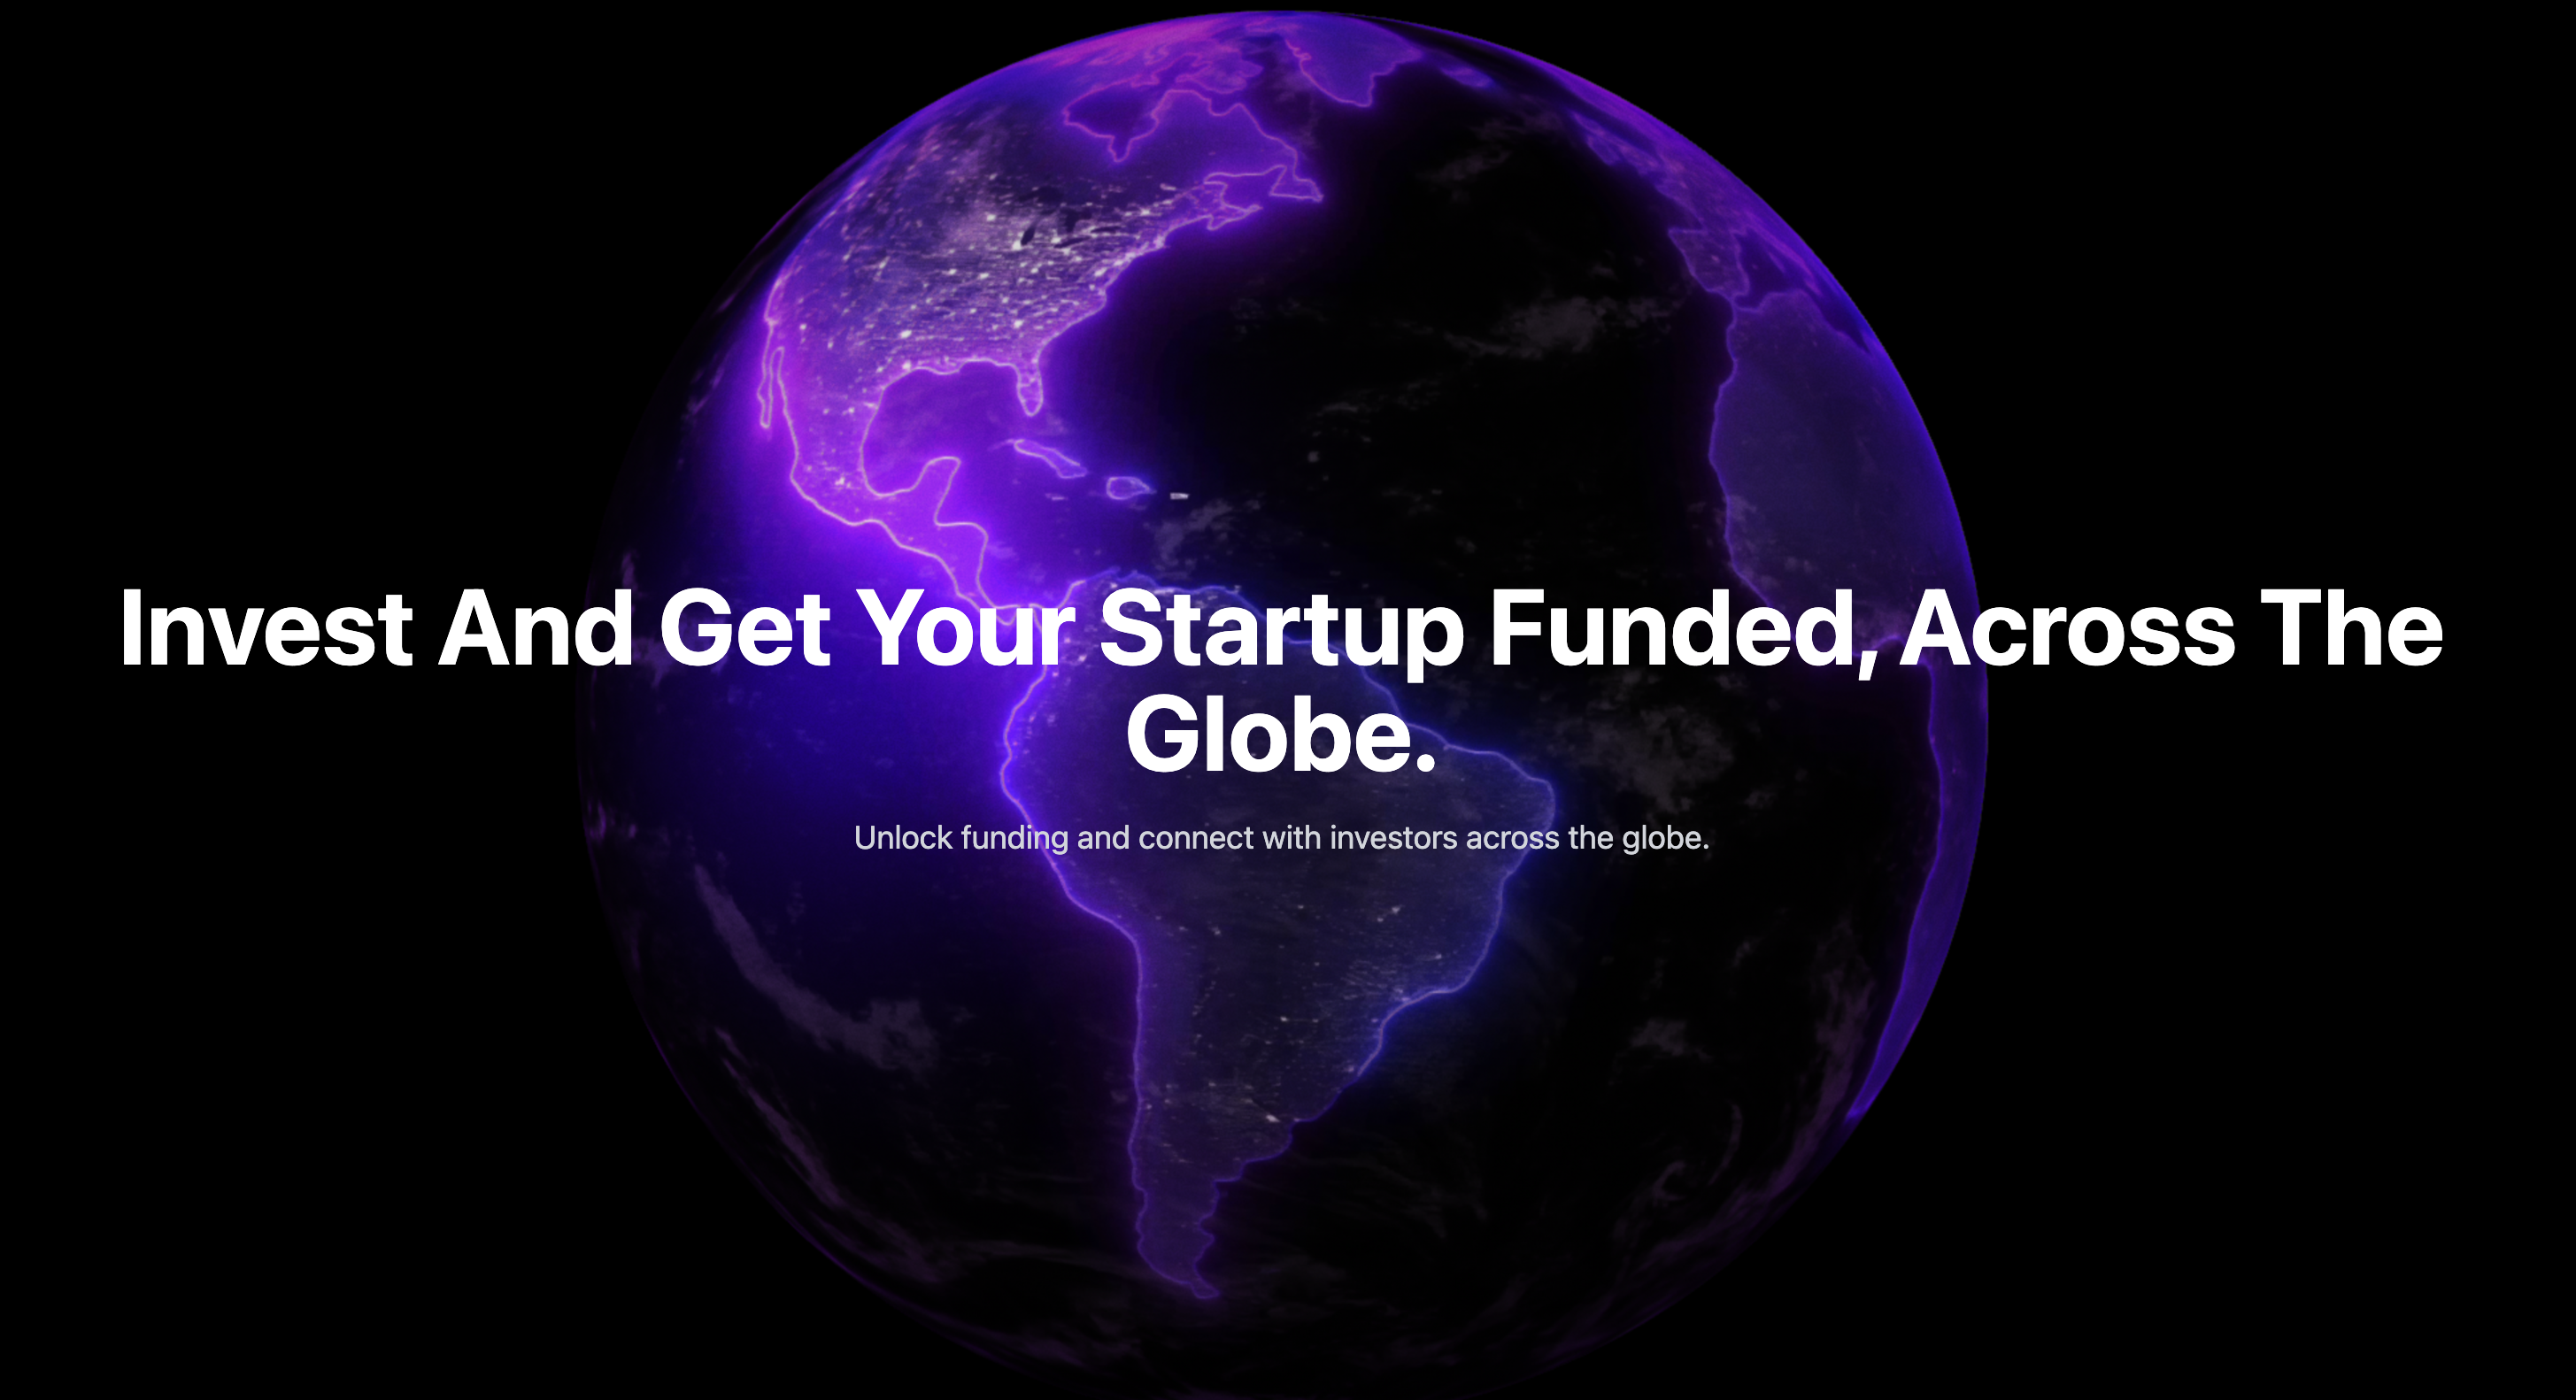 Invest And Get Your Startup Funded, Across The
Globe.
Unlock funding and connect with investors across the globe.